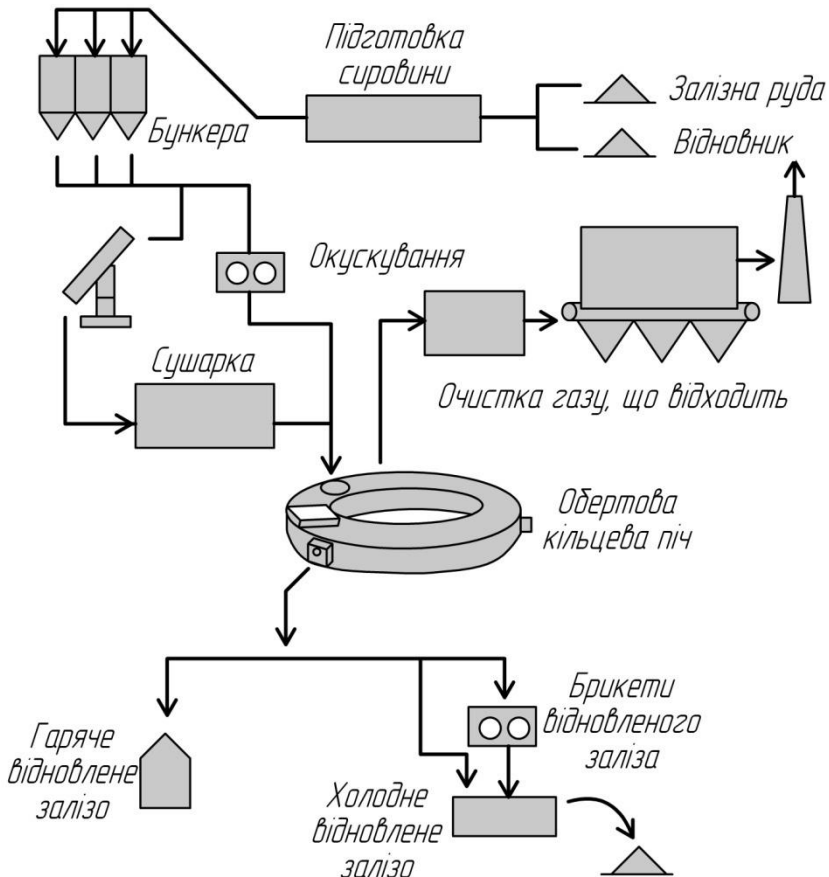 Підготовка
сировини
Залізна руда
Бункера
Відновник
Окускування
Сушарка
Очистка газу, що відходить
Обертова
кільцева піч
Брикети
відновленого
заліза
Гаряче
відновлене
залізо
Холодне
відновлене
залізо